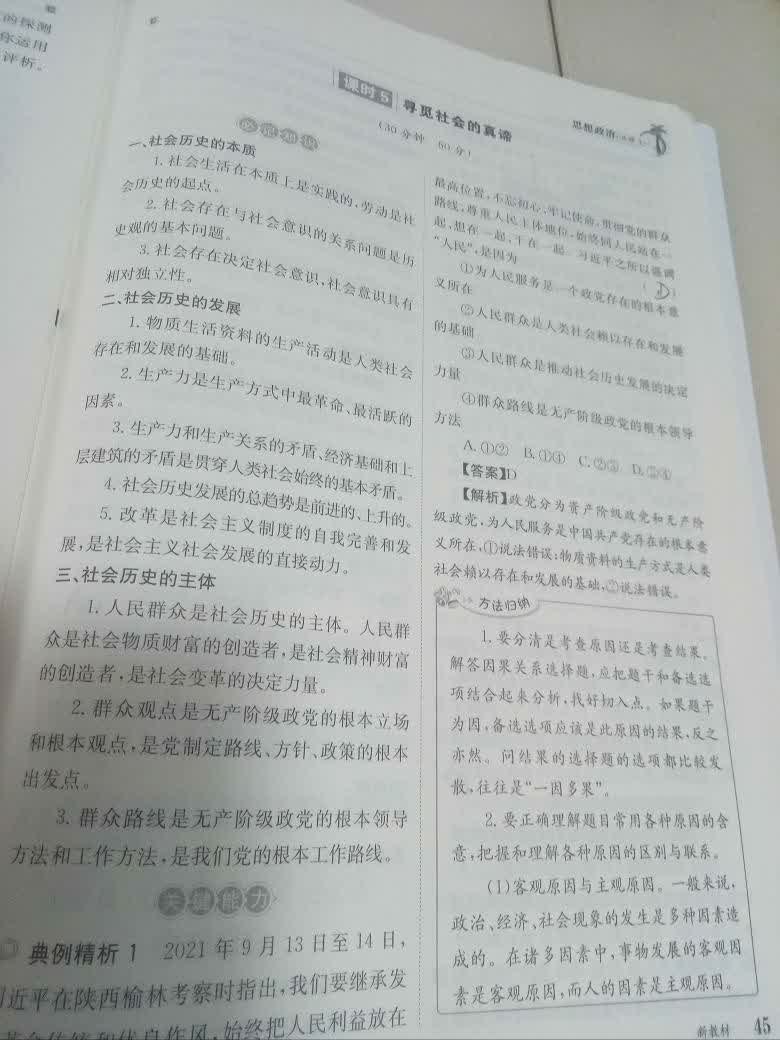 的探测
你运用
评析。
课时5 寻觅社会的真谛
思想政治
(30分钟 60分)
必记知识
一、社会历史的本质
1. 社会生活在本质上是实践的,劳动是社
会历史的起点。
2. 社会存在与社会意识的关系问题是历
史观的基本问题。
3. 社会存在决定社会意识,社会意识具有
相对独立性。
二、社会历史的发展
1. 物质生活资料的生产活动是人类社会
存在和发展的基础。
2. 生产力是生产方式中最革命、最活跃的
因素。
3. 生产力和生产关系的矛盾、经济基础和上
层建筑的矛盾是贯穿人类社会始终的基本矛盾。
4. 社会历史发展的总趋势是前进的、上升的。
5. 改革是社会主义制度的自我完善和发
展,是社会主义社会发展的直接动力。
三、社会历史的主体
1. 人民群众是社会历史的主体。人民群
众是社会物质财富的创造者,是社会精神财富
的创造者,是社会变革的决定力量。
2. 群众观点是无产阶级政党的根本立场
和根本观点,是党制定路线、方针、政策的根本
出发点。
3. 群众路线是无产阶级政党的根本领导
方法和工作方法,是我们党的根本工作路线。
关键能力
典例精析1 2021年9月13日至14日,
习近平在陕西榆林考察时指出,我们要继承发
革命传统和优良作风,始终把人民利益放在
最高位置,不忘初心、牢记使命,贯彻党的群众
路线,尊重人民主体地位,始终同人民站在一
起、想在一起、干在一起。习近平之所以强调
“人民”,是因为 (D)
①为人民服务是一个政党存在的根本意
义所在
②人民群众是人类社会赖以存在和发展
的基础
③人民群众是推动社会历史发展的决定
力量
④群众路线是无产阶级政党的根本领导
方法
A.①② B.①④ C.②③ D.③④
【答案】D
【解析】政党分为资产阶级政党和无产阶
级政党,为人民服务是中国共产党存在的根本意
义所在,①说法错误;物质资料的生产方式是人类
社会赖以存在和发展的基础,②说法错误。
方法归纳
1. 要分清是考查原因还是考查结果。
解答因果关系选择题,应把题干和备选选
项结合起来分析,找好切入点。如果题干
为因,备选选项应该是此原因的结果,反之
亦然。问结果的选择题的选项都比较发
散,往往是“一因多果”。
2. 要正确理解题目常用各种原因的含
意,把握和理解各种原因的区别与联系。
(1)客观原因与主观原因。一般来说,
政治、经济、社会现象的发生是多种因素造
成的。在诸多因素中,事物发展的客观因
素是客观原因,而人的因素是主观原因。
新教材 45